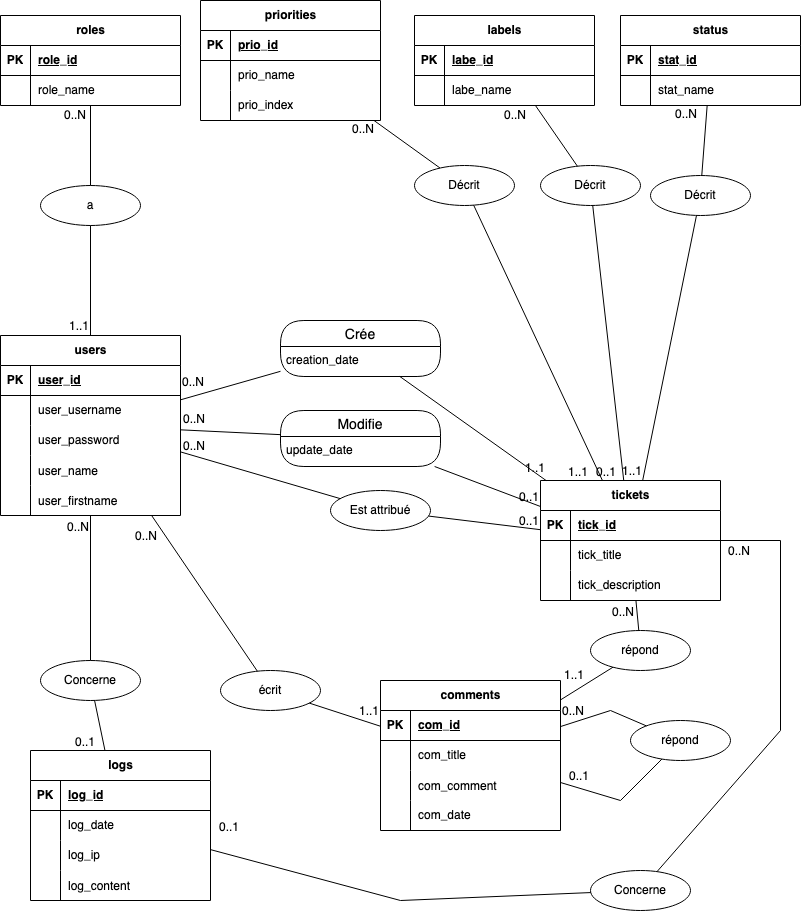 roles
PK role_id
role_name
priorities
PK prio_id
prio_name
prio_index
labels
PK labe_id
labe_name
status
PK stat_id
stat_name
0..N
0..N
0..N
0..N
a
Décrit
Décrit
Décrit
1..1
users
PK user_id
user_username
user_password
user_name
user_firstname
0..N
0..N
0..N
Crée
creation_date
Modifie
update_date
Est attribué
1..1
0..1
0..1
1..1
0..1
1..1
tickets
PK tick_id
tick_title
tick_description
0..N
0..N
0..N
0..N
répond
Concerne
écrit
1..1
1..1
0..1
comments
PK com_id
com_title
com_comment
com_date
0..N
0..1
répond
logs
PK log_id
log_date
log_ip
log_content
0..1
Concerne